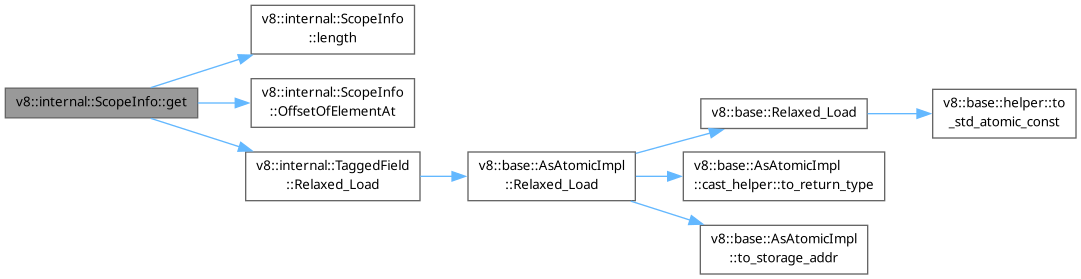 v8::internal::ScopeInfo::get
v8::internal::ScopeInfo
::length
v8::internal::ScopeInfo
::OffsetOfElementAt
v8::internal::TaggedField
::Relaxed_Load
v8::base::AsAtomicImpl
::Relaxed_Load
v8::base::Relaxed_Load
v8::base::helper::to
_std_atomic_const
v8::base::AsAtomicImpl
::cast_helper::to_return_type
v8::base::AsAtomicImpl
::to_storage_addr